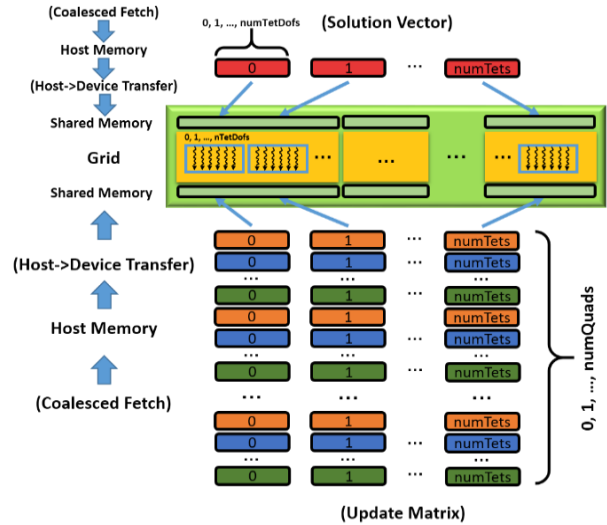 (Coalesced Fetch)
0, 1, ..., numTetDofs
(Solution Vector)
Host Memory
0 1 ... numTets
(Host->Device Transfer)
Shared Memory
0, 1, ..., nTetDofs
Grid
... ... ...
Shared Memory
0 1 ... numTets
(Host->Device Transfer)
0 1 ... numTets
... ... ...
0 1 ... numTets
0 1 ... numTets
Host Memory
0 1 ... numTets
... ... ...
0 1 ... numTets
(Coalesced Fetch)
... ... ...
0 1 numTets
0 1 ... numTets
... ... ...
0 1 ... numTets
0, 1, ..., numQuads
(Update Matrix)